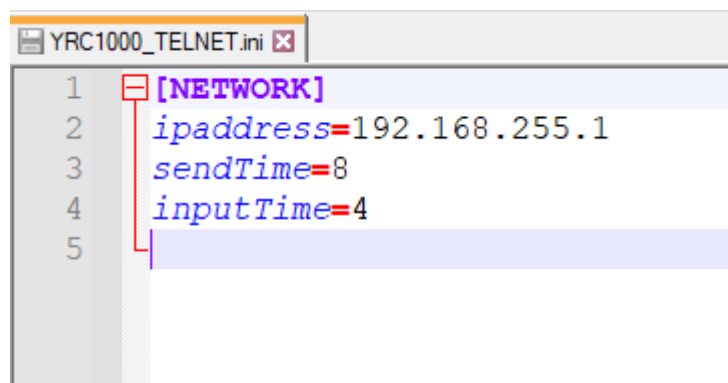 YRC1000_TELNET.ini
1 [NETWORK]
2 ipaddress=192.168.255.1
3 sendTime=8
4 inputTime=4
5